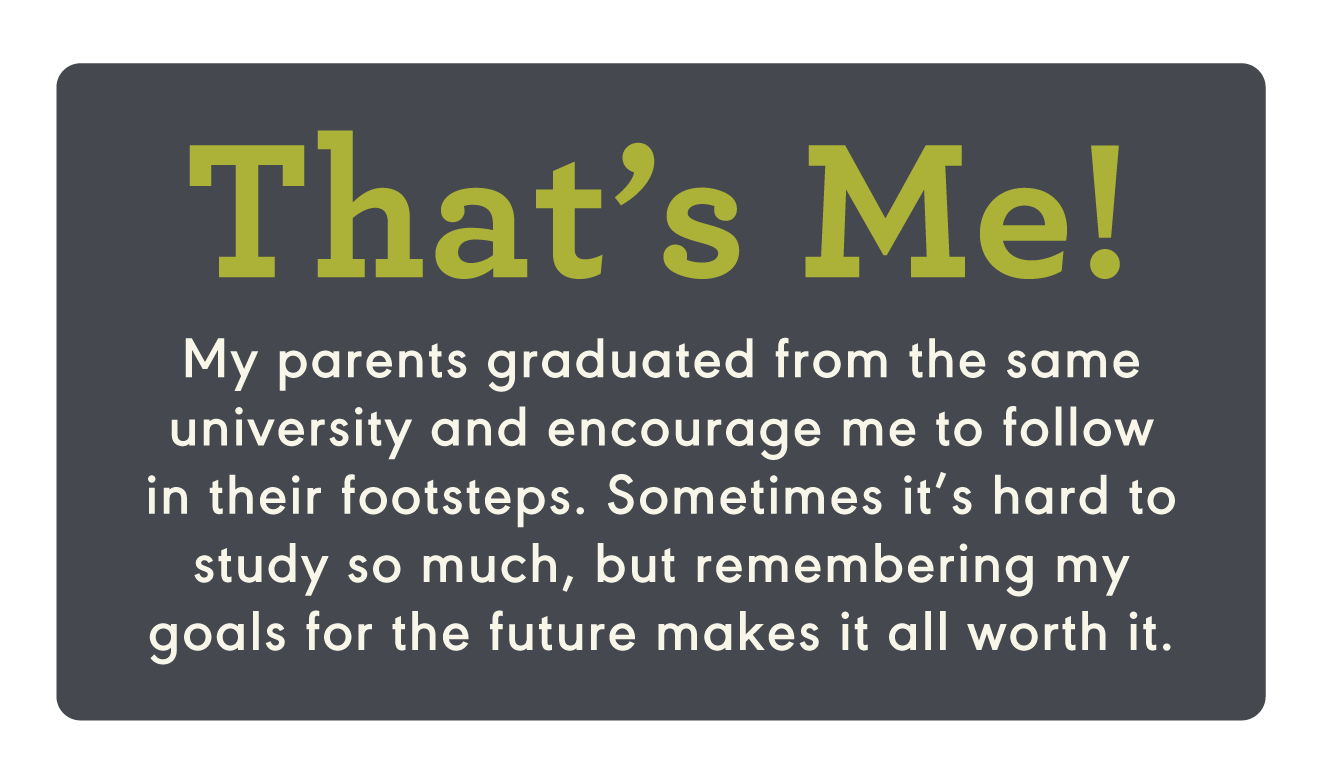 That’s Me!
My parents graduated from the same
university and encourage me to follow
in their footsteps. Sometimes it’s hard to
study so much, but remembering my
goals for the future makes it all worth it.